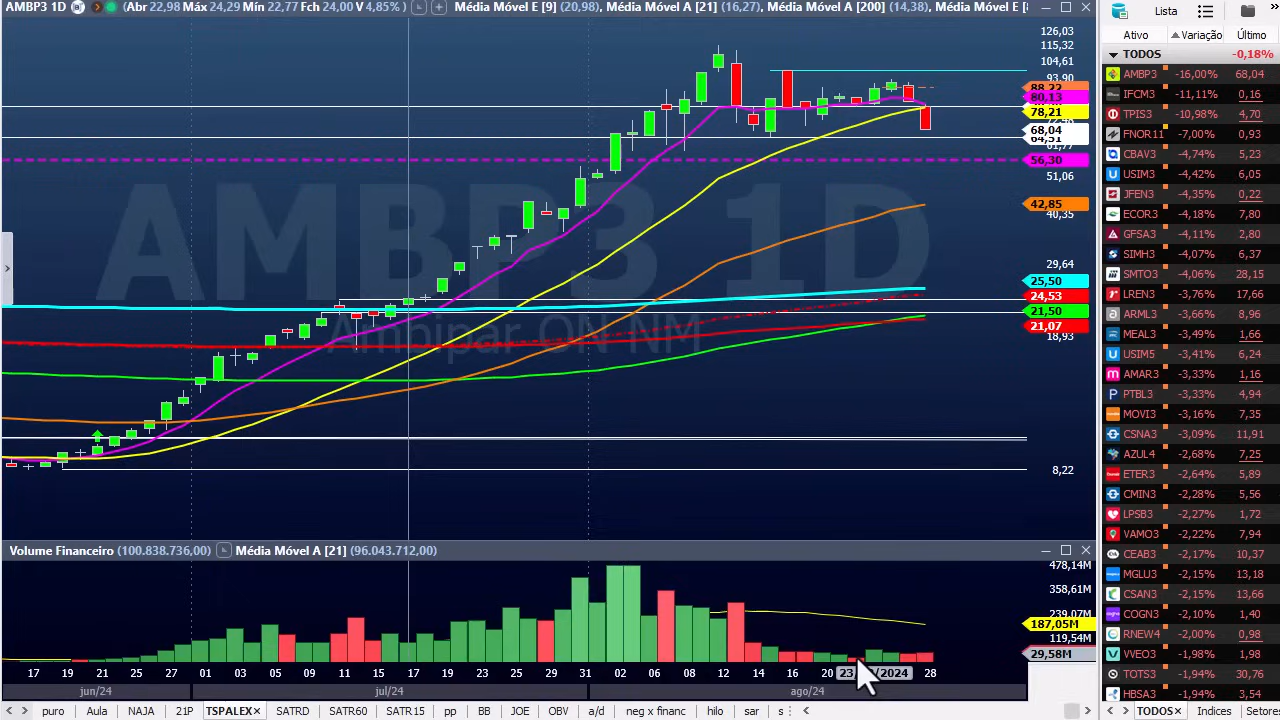 AMBP3 1D (Abr 22,98 Máx 24,29 Mín 22,77 Fch 24,00 V 4,85%) Média Móvel E [9] (20,98) Média Móvel A [21] (16,27) Média Móvel A [200] (14,38) Média Móvel E [
126,03
115,32
104,61
93,90
88,22
80,13
78,21
68,04
64,51
61,77
56,30
51,06
42,85
40,35
29,64
25,50
24,53
21,50
21,07
18,93
8,22
AMBP3 1D
Ambipar ON NM
Volume Financeiro (100.838.736,00) Média Móvel A [21] (96.043.712,00)
478,14M
358,61M
239,07M
187,05M
119,54M
29,58M
17 19 21 25 27 01 03 05 09 11 15 17 19 23 25 29 31 02 06 08 12 14 16 20 23 /2024 28
jun/24 jul/24 ago/24
puro Aula NAJA 21P TSPALEX SATRD SATR60 SATR15 pp BB JOE OBV a/d neg x financ hilo sar s
Lista
Ativo Variação Último
TODOS -0,18%
AMBP3 -16,00% 68,04
IFCM3 -11,11% 0,16
TPIS3 -10,98% 4,70
FNOR11 -7,00% 0,93
CBAV3 -4,74% 5,23
USIM3 -4,42% 6,05
JFEN3 -4,35% 0,22
ECOR3 -4,18% 7,80
GFSA3 -4,11% 2,80
SIMH3 -4,07% 6,37
SMTO3 -4,06% 28,15
LREN3 -3,76% 17,66
ARML3 -3,66% 8,96
MEAL3 -3,49% 1,66
USIM5 -3,41% 6,24
AMAR3 -3,33% 1,16
PTBL3 -3,33% 4,94
MOVI3 -3,16% 7,35
CSNA3 -3,09% 11,91
AZUL4 -2,68% 7,25
ETER3 -2,64% 5,89
CMIN3 -2,28% 5,56
LPSB3 -2,27% 1,72
VAMO3 -2,22% 7,94
CEAB3 -2,17% 10,37
MGLU3 -2,15% 13,18
CSAN3 -2,15% 13,66
COGN3 -2,10% 1,40
RNEW4 -2,00% 0,98
VVEO3 -1,98% 1,98
TOTS3 -1,94% 30,76
HBSA3 -1,94% 3,54
TODOS Indices Setores